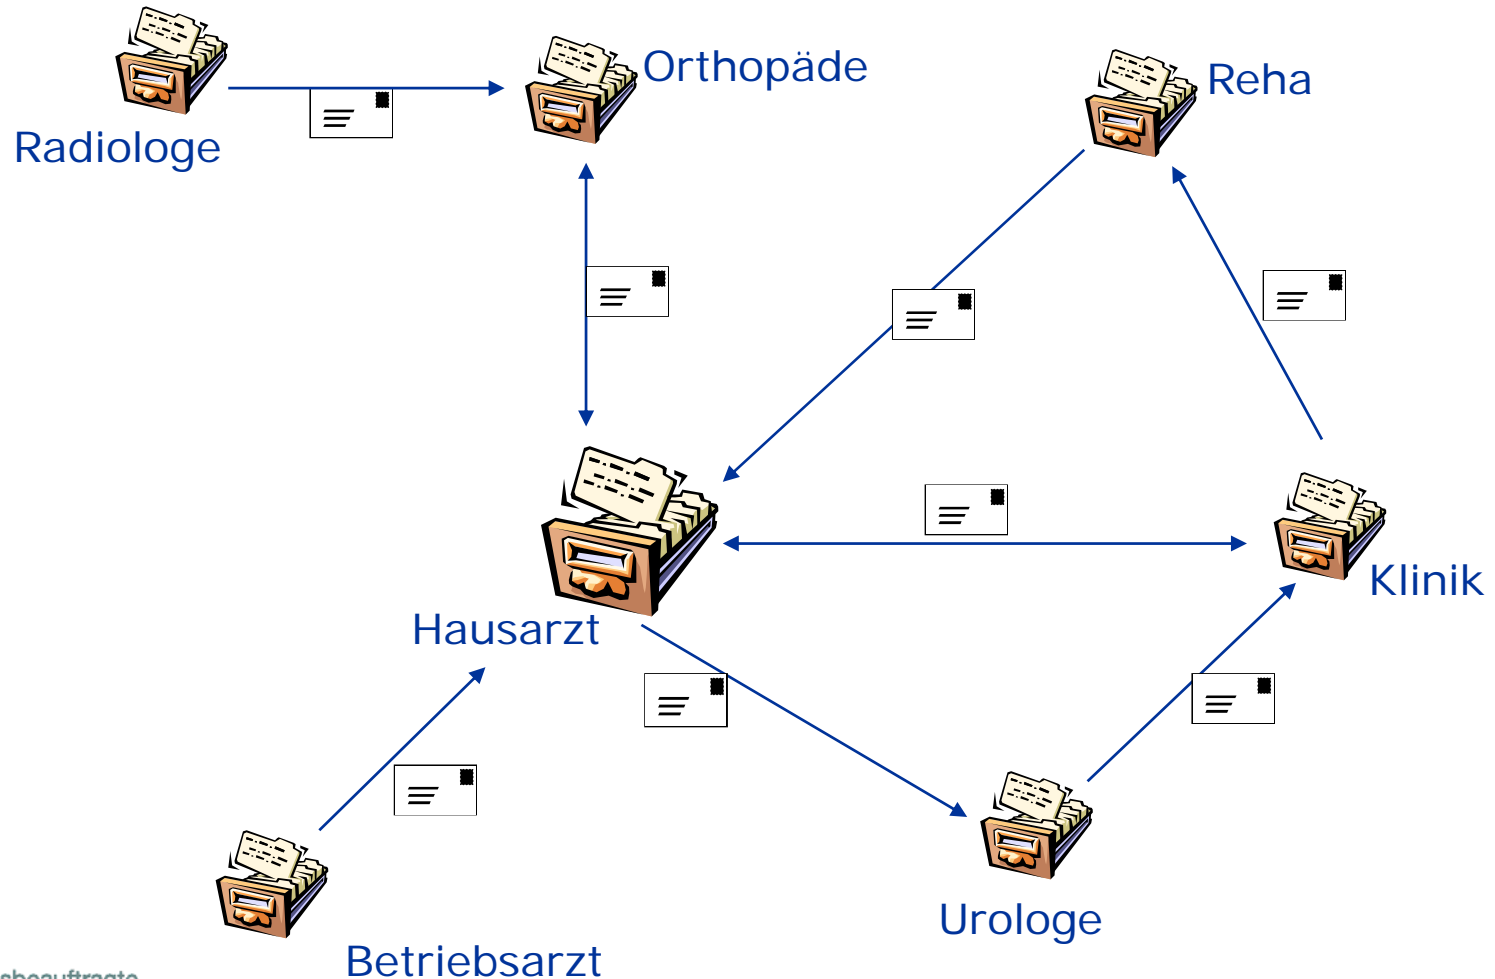 Orthopäde
Reha
Radiologe
Klinik
Hausarzt
Urologe
Betriebsarzt